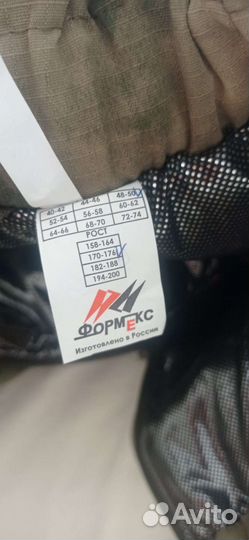 40-42 44-46 48-50
52-54 56-58 60-62
64-66 68-70 72-74
РОСТ
158-164
170-176
182-188
194-200
ФОРМЕКС
Изготовлено в России
Avito